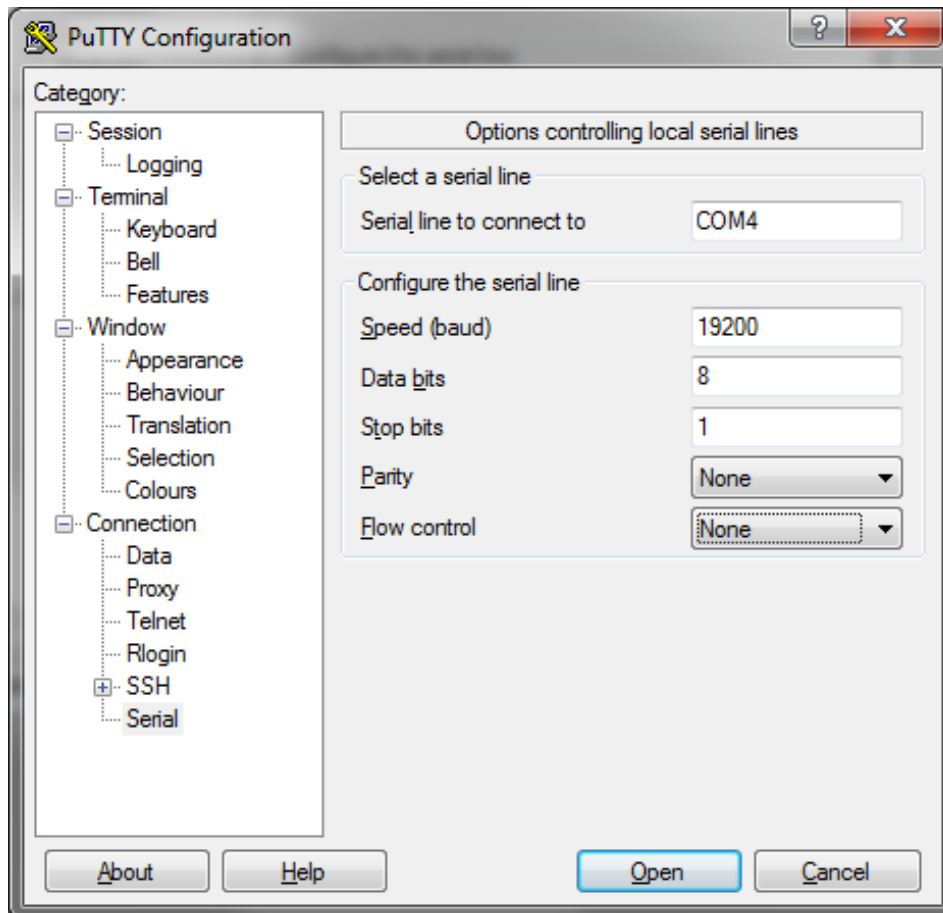 PuTTY Configuration
Category:
Session
Logging
Terminal
Keyboard
Bell
Features
Window
Appearance
Behaviour
Translation
Selection
Colours
Connection
Data
Proxy
Telnet
Rlogin
SSH
Serial
Options controlling local serial lines
Select a serial line
Serial line to connect to COM4
Configure the serial line
Speed (baud) 19200
Data bits 8
Stop bits 1
Parity None
Flow control None
About Help Open Cancel